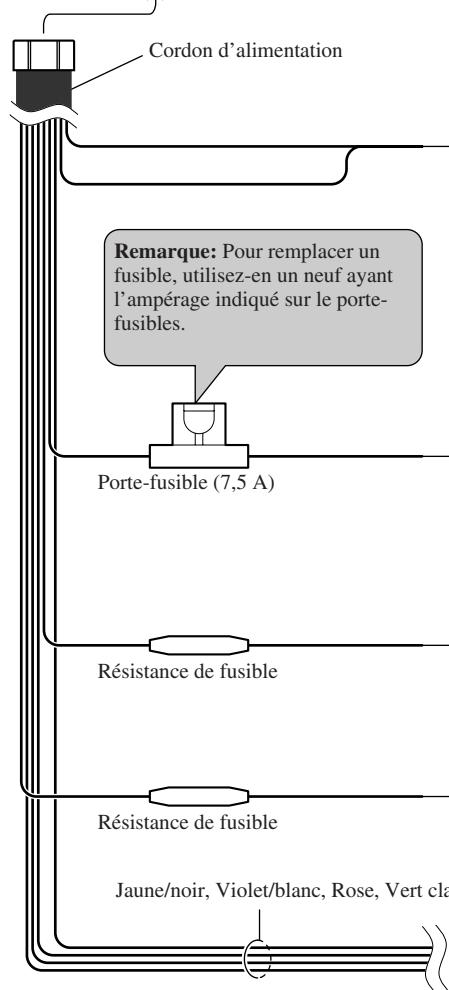 Cordon d’alimentation
Remarque: Pour remplacer un
fusible, utilisez-en un neuf ayant
l’ampérage indiqué sur le porte-
fusibles.
Porte-fusible (7,5 A)
Résistance de fusible
Résistance de fusible
Jaune/noir, Violet/blanc, Rose, Vert cla